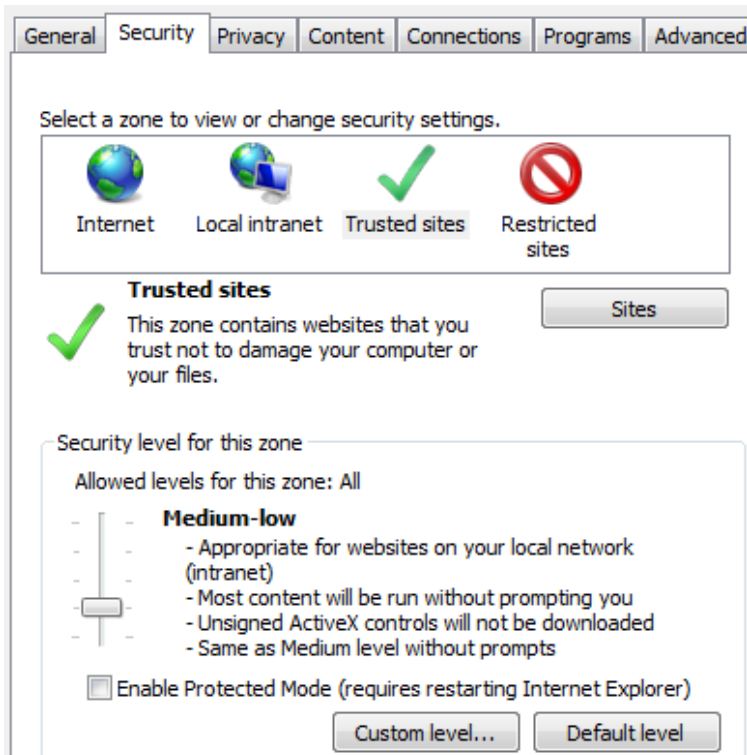 General Security Privacy Content Connections Programs Advanced
Select a zone to view or change security settings.
Internet Local intranet Trusted sites Restricted
sites
Trusted sites
Sites
This zone contains websites that you
trust not to damage your computer or
your files.
Security level for this zone
Allowed levels for this zone: All
Medium-low
- Appropriate for websites on your local network
(intranet)
- Most content will be run without prompting you
- Unsigned ActiveX controls will not be downloaded
- Same as Medium level without prompts
Enable Protected Mode (requires restarting Internet Explorer)
Custom level... Default level